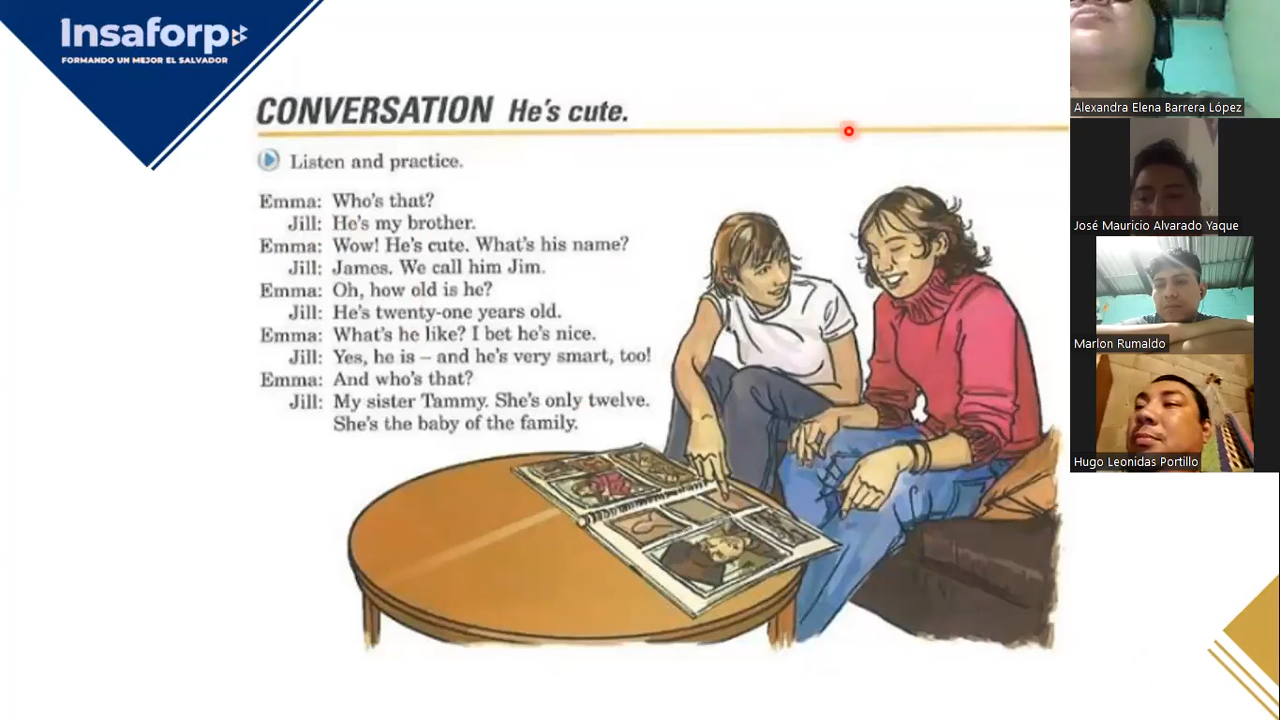 Insaforp
FORMANDO UN MEJOR EL SALVADOR
CONVERSATION He's cute.
Listen and practice.
Emma: Who's that?
Jill: He's my brother.
Emma: Wow! He's cute. What's his name?
Jill: James. We call him Jim.
Emma: Oh, how old is he?
Jill: He's twenty-one years old.
Emma: What's he like? I bet he's nice.
Jill: Yes, he is – and he's very smart, too!
Emma: And who's that?
Jill: My sister Tammy. She's only twelve.
She's the baby of the family.
Alexandra Elena Barrera López
José Mauricio Alvarado Yaque
Marlon Rumaldo
Hugo Leonidas Portillo